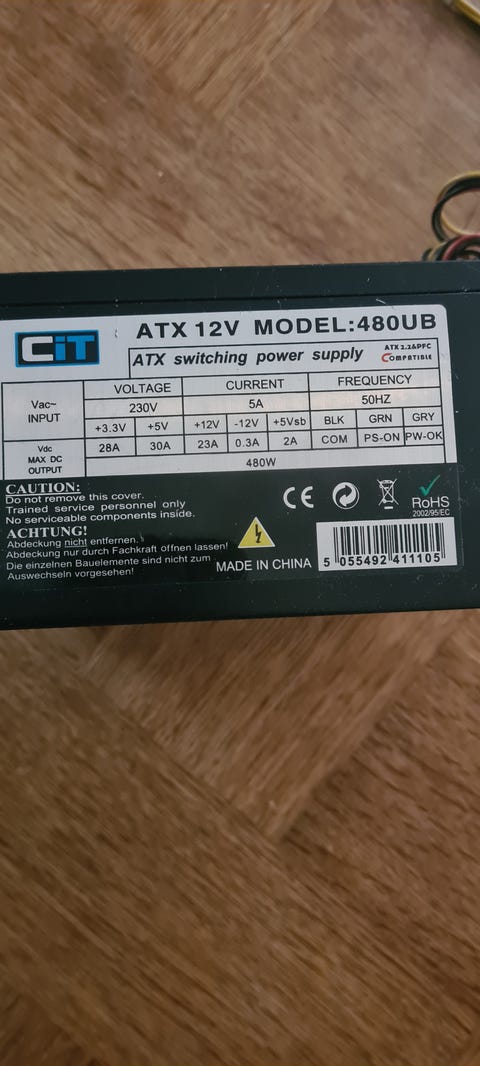 CiT
ATX 12V MODEL:480UB
ATX switching power supply
ATX 2.2&PFC
COMPATIBLE
Vac~
INPUT
VOLTAGE CURRENT FREQUENCY
230V 5A 50HZ
Vdc
MAX DC
OUTPUT
+3.3V +5V +12V -12V +5Vsb BLK GRN GRY
28A 30A 23A 0.3A 2A COM PS-ON PW-OK
480W
CAUTION:
Do not remove this cover.
Trained service personnel only
No serviceable components inside.
ACHTUNG!
Abdeckung nicht entfernen.
Abdeckung nur durch Fachkraft offnen lassen!
Die einzelnen Bauelemente sind nicht zum
Auswechseln vorgesehen!
CE
RoHS
2002/95/EC
MADE IN CHINA
5 055492 411105